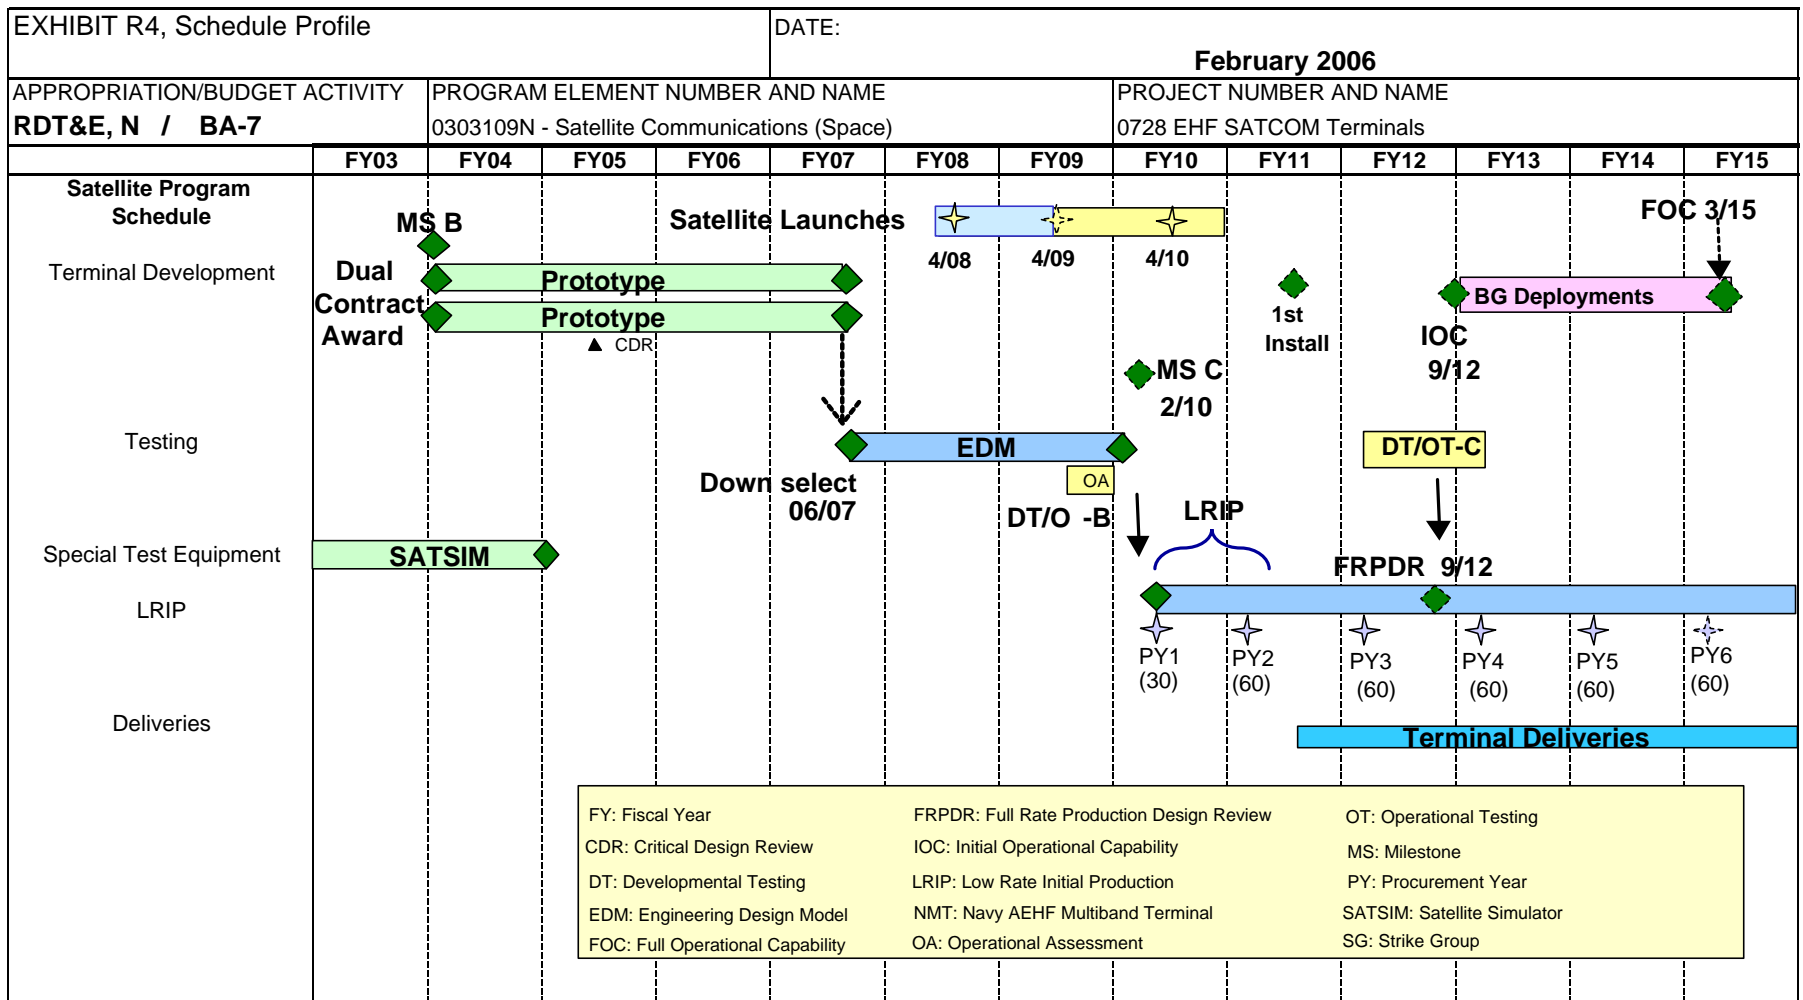 EXHIBIT R4, Schedule Profile
DATE:
February 2006
APPROPRIATION/BUDGET ACTIVITY
PROGRAM ELEMENT NUMBER AND NAME
PROJECT NUMBER AND NAME
RDT&E, N / BA-7
0303109N - Satellite Communications (Space)
0728 EHF SATCOM Terminals
FY03 FY04 FY05 FY06 FY07 FY08 FY09 FY10 FY11 FY12 FY13 FY14 FY15
Satellite Program
Schedule
MS B
Satellite Launches
FOC 3/15
4/08 4/09 4/10
Terminal Development
Dual
Contract
Award
Prototype
Prototype
CDR
1st
Install
BG Deployments
IOC
9/12
MS C
2/10
Testing
EDM
DT/OT-C
OA
Down select
06/07
DT/O -B
LRIP
Special Test Equipment
SATSIM
FRPDR 9/12
LRIP
PY1
(30)
PY2
(60)
PY3
(60)
PY4
(60)
PY5
(60)
PY6
(60)
Deliveries
Terminal Deliveries
FY: Fiscal Year
FRPDR: Full Rate Production Design Review
OT: Operational Testing
CDR: Critical Design Review
IOC: Initial Operational Capability
MS: Milestone
DT: Developmental Testing
LRIP: Low Rate Initial Production
PY: Procurement Year
EDM: Engineering Design Model
NMT: Navy AEHF Multiband Terminal
SATSIM: Satellite Simulator
FOC: Full Operational Capability
OA: Operational Assessment
SG: Strike Group